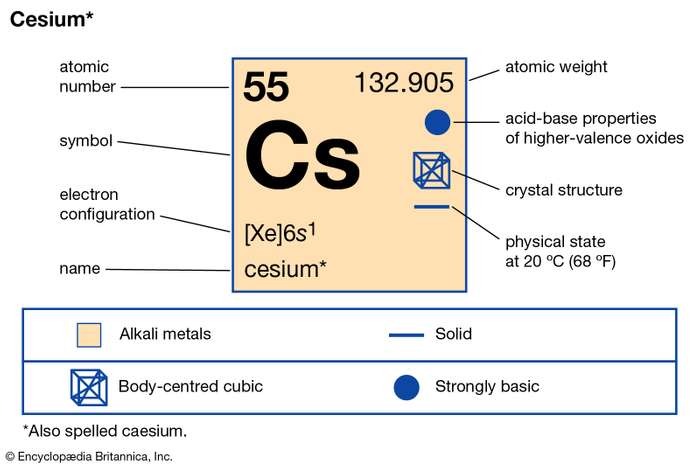 Cesium*
atomic
number
55
132.905
atomic weight
symbol
Cs
acid-base properties
of higher-valence oxides
crystal structure
electron
configuration
[Xe]6s¹
physical state
at 20 ºC (68 ºF)
name
cesium*
Alkali metals
Solid
Body-centred cubic
Strongly basic
*Also spelled caesium.
© Encyclopædia Britannica, Inc.